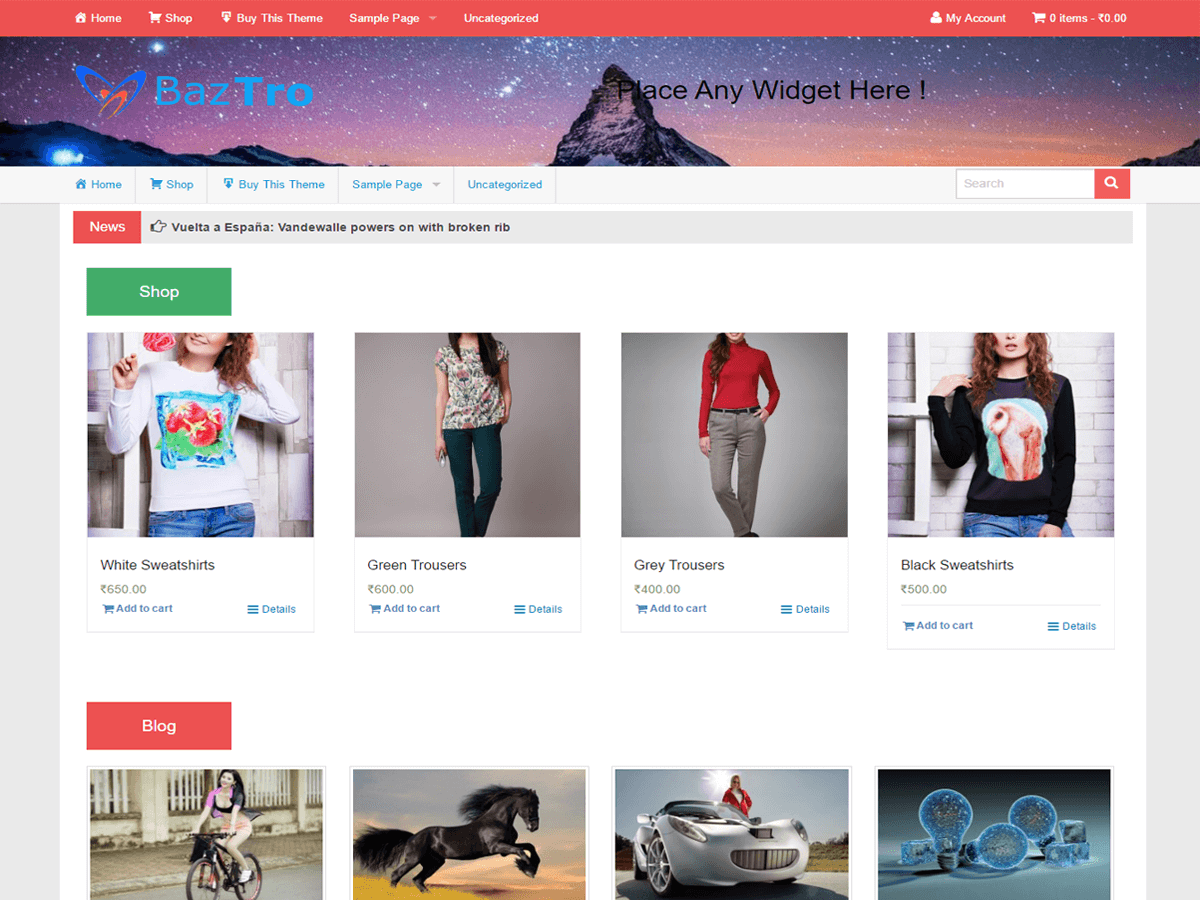 Home Shop Buy This Theme Sample Page Uncategorized My Account 0 items - ₹0.00
BazTro Place Any Widget Here !
Home Shop Buy This Theme Sample Page Uncategorized Search
News Vuelta a España: Vandewalle powers on with broken rib
Shop
White Sweatshirts Green Trousers Grey Trousers Black Sweatshirts
₹650.00 ₹600.00 ₹400.00 ₹500.00
Add to cart Details Add to cart Details Add to cart Details Add to cart Details
Blog